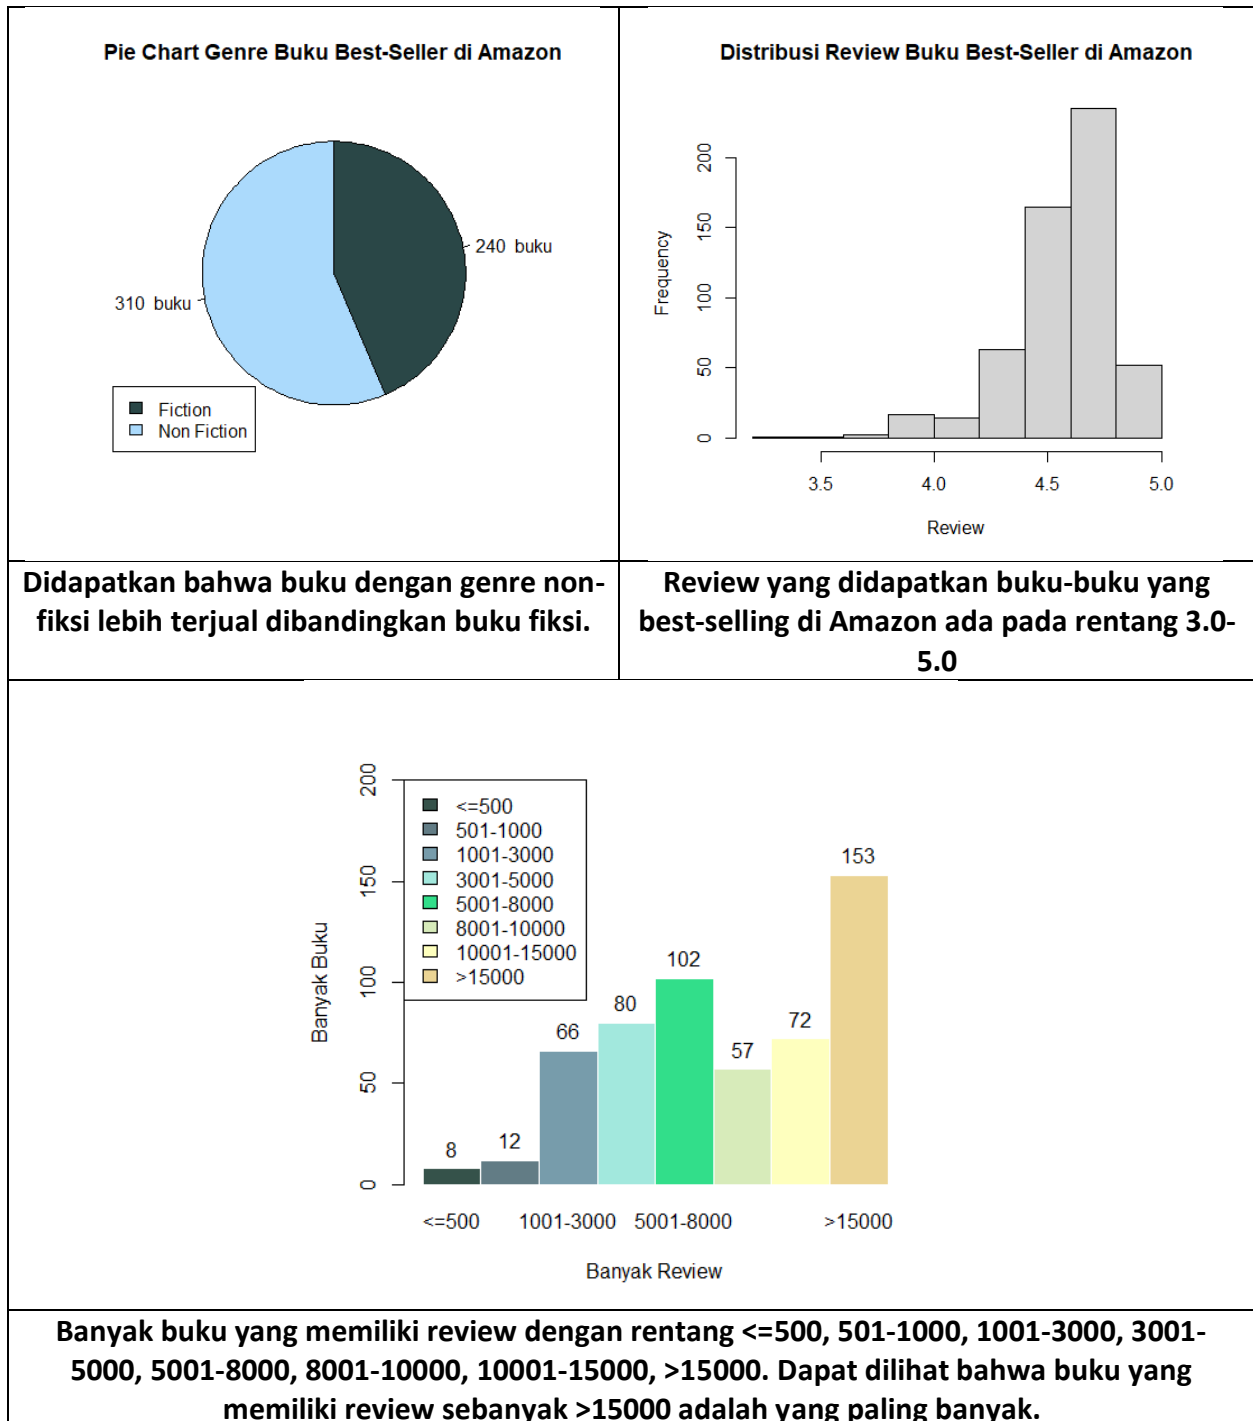 Pie Chart Genre Buku Best-Seller di Amazon
240 buku
310 buku
Fiction
Non Fiction
Distribusi Review Buku Best-Seller di Amazon
200
150
100
50
0
Frequency
3.5 4.0 4.5 5.0
Review
Didapatkan bahwa buku dengan genre non-
fiksi lebih terjual dibandingkan buku fiksi.
Review yang didapatkan buku-buku yang
best-selling di Amazon ada pada rentang 3.0-
5.0
200
150
100
50
0
Banyak Buku
<=500
501-1000
1001-3000
3001-5000
5001-8000
8001-10000
10001-15000
>15000
8 12 66 80 102 57 72 153
<=500 1001-3000 5001-8000 >15000
Banyak Review
Banyak buku yang memiliki review dengan rentang <=500, 501-1000, 1001-3000, 3001-
5000, 5001-8000, 8001-10000, 10001-15000, >15000. Dapat dilihat bahwa buku yang
memiliki review sebanyak >15000 adalah yang paling banyak.